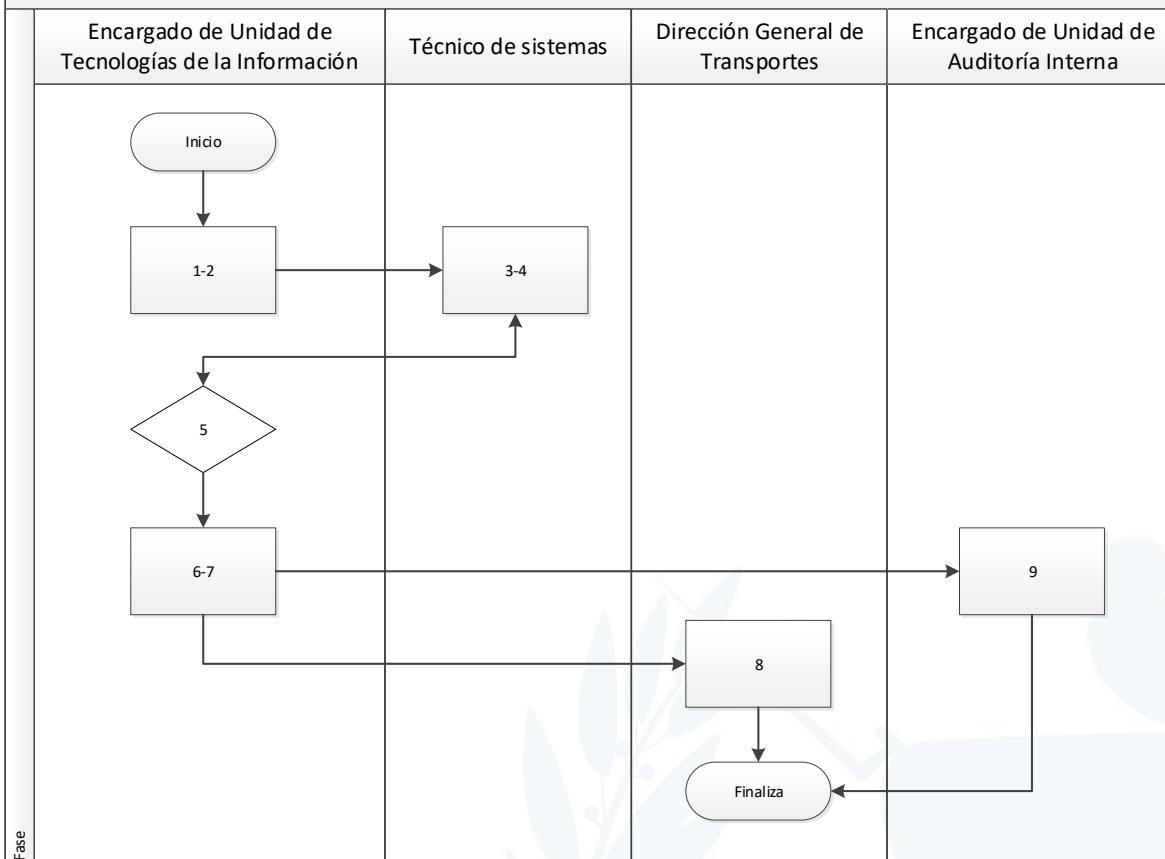 Encargado de Unidad de
Tecnologías de la Información
Técnico de sistemas
Dirección General de
Transportes
Encargado de Unidad de
Auditoría Interna
Inicio
1-2
3-4
5
6-7
9
8
Finaliza
Fase